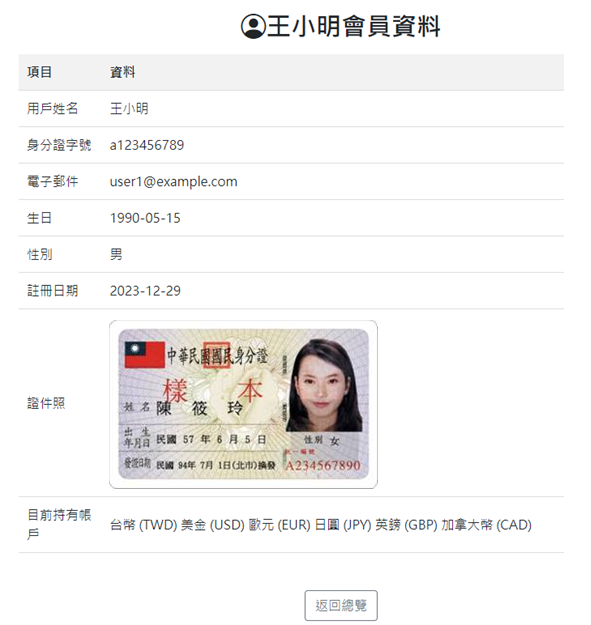 王小明會員資料
項目 資料
用戶姓名 王小明
身分證字號 a123456789
電子郵件 user1@example.com
生日 1990-05-15
性別 男
註冊日期 2023-12-29
證件照
中華民國國民身分證
樣本
姓名 陳筱玲
出生
年月日 民國 57 年 6 月 5 日
性別 女
發證日期 民國 94年 7月 1日(北市)換發
統一編號
A234567890
目前持有帳
戶
台幣 (TWD) 美金 (USD) 歐元 (EUR) 日圓 (JPY) 英鎊 (GBP) 加拿大幣 (CAD)
返回總覽